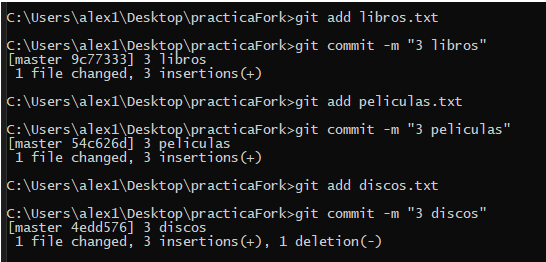 C:\Users\alex1\Desktop\practicaFork>git add libros.txt
C:\Users\alex1\Desktop\practicaFork>git commit -m "3 libros"
[master 9c77333] 3 libros
 1 file changed, 3 insertions(+)
C:\Users\alex1\Desktop\practicaFork>git add peliculas.txt
C:\Users\alex1\Desktop\practicaFork>git commit -m "3 peliculas"
[master 54c626d] 3 peliculas
 1 file changed, 3 insertions(+)
C:\Users\alex1\Desktop\practicaFork>git add discos.txt
C:\Users\alex1\Desktop\practicaFork>git commit -m "3 discos"
[master 4edd576] 3 discos
 1 file changed, 3 insertions(+), 1 deletion(-)